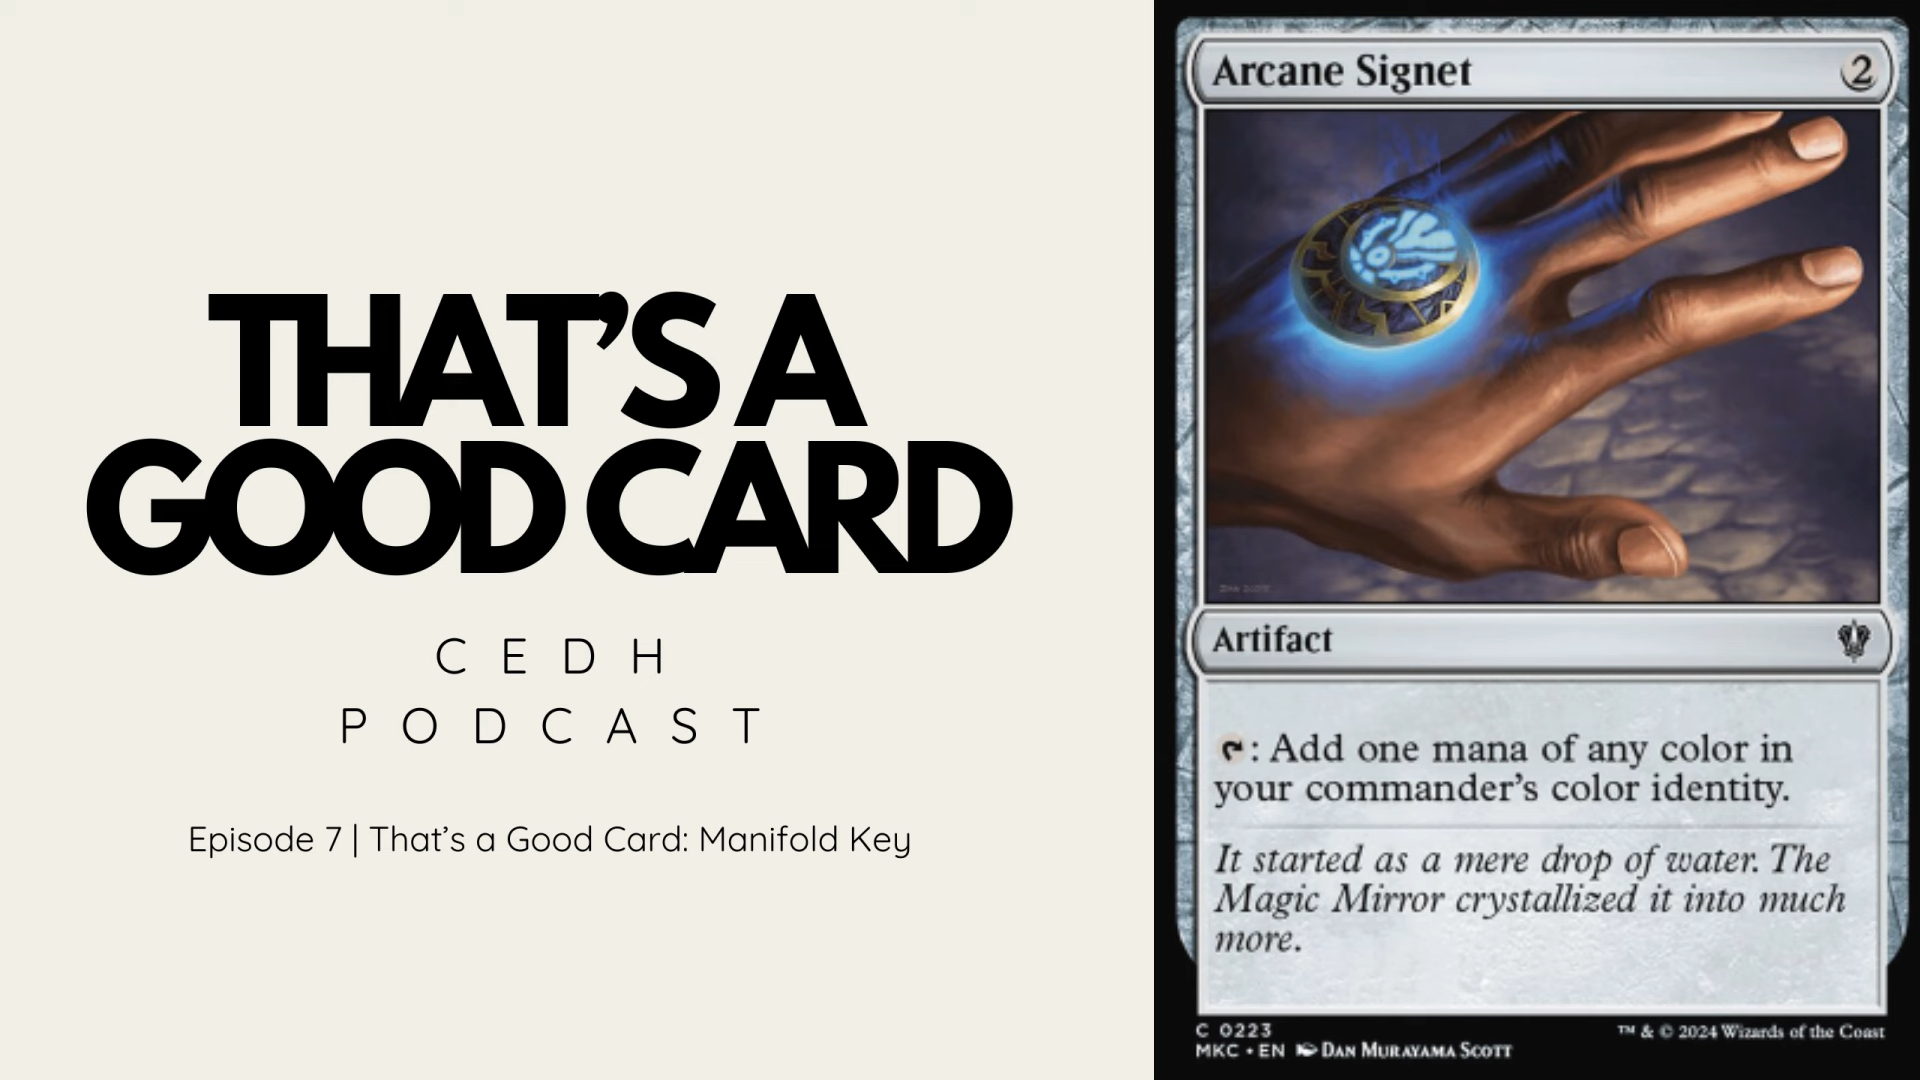 THAT'S A
GOOD CARD
CEDH
PODCAST
Episode 7 | That's a Good Card: Manifold Key
Arcane Signet 2
Artifact
: Add one mana of any color in
your commander's color identity.
It started as a mere drop of water. The
Magic Mirror crystallized it into much
more.
C 0223
MKC • EN DAN MURAYAMA SCOTT
™ & © 2024 Wizards of the Coast